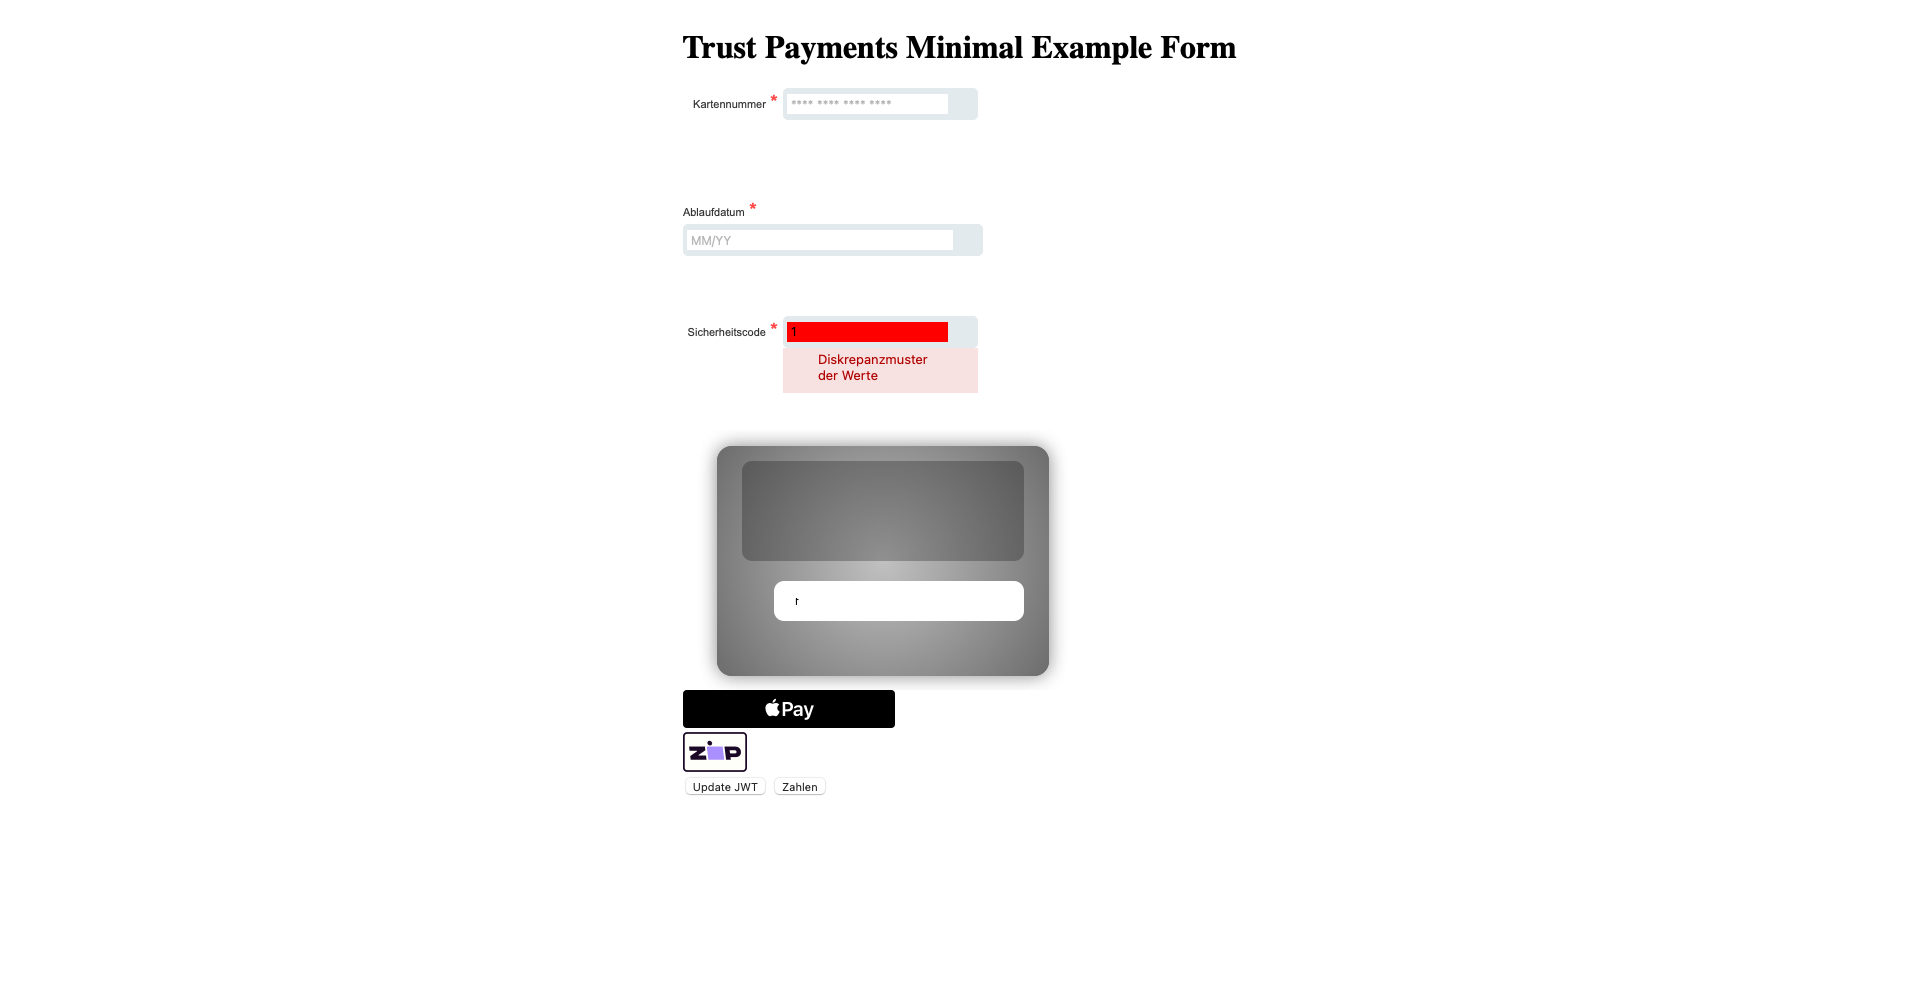 Trust Payments Minimal Example Form
Kartennummer *
**** **** **** ****
Ablaufdatum *
MM/YY
Sicherheitscode *
1
Diskrepanzmuster
der Werte
1
Pay
zip
Update JWT
Zahlen